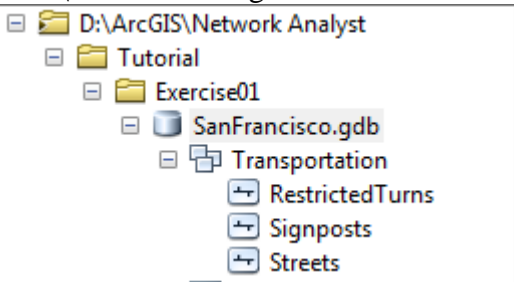 D:\ArcGIS\Network Analyst
Tutorial
Exercise01
SanFrancisco.gdb
Transportation
RestrictedTurns
Signposts
Streets